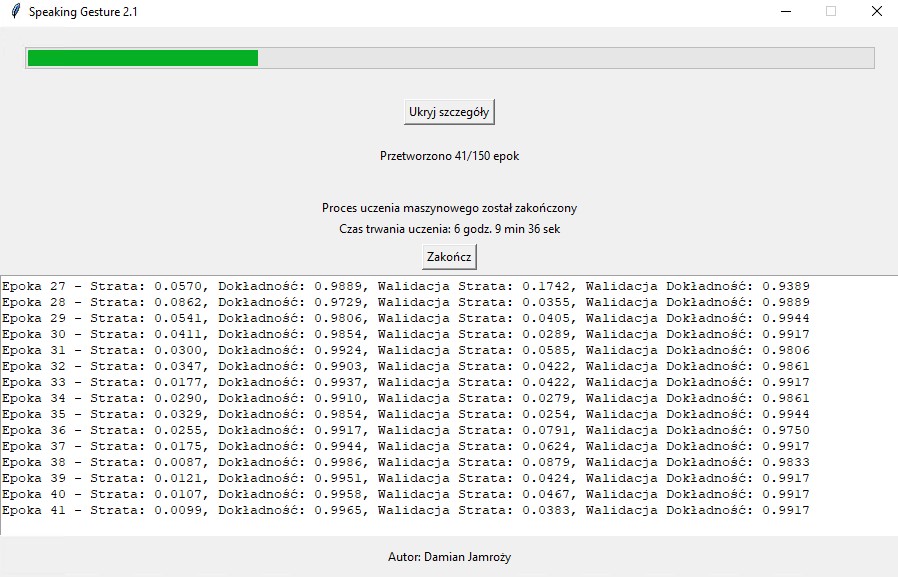 Speaking Gesture 2.1
Ukryj szczegóły
Przetworzono 41/150 epok
Proces uczenia maszynowego został zakończony
Czas trwania uczenia: 6 godz. 9 min 36 sek
Zakończ
Epoka 27 - Strata: 0.0570, Dokładność: 0.9889, Walidacja Strata: 0.1742, Walidacja Dokładność: 0.9389
Epoka 28 - Strata: 0.0862, Dokładność: 0.9729, Walidacja Strata: 0.0355, Walidacja Dokładność: 0.9889
Epoka 29 - Strata: 0.0541, Dokładność: 0.9806, Walidacja Strata: 0.0405, Walidacja Dokładność: 0.9944
Epoka 30 - Strata: 0.0411, Dokładność: 0.9854, Walidacja Strata: 0.0289, Walidacja Dokładność: 0.9917
Epoka 31 - Strata: 0.0300, Dokładność: 0.9924, Walidacja Strata: 0.0585, Walidacja Dokładność: 0.9806
Epoka 32 - Strata: 0.0347, Dokładność: 0.9903, Walidacja Strata: 0.0422, Walidacja Dokładność: 0.9861
Epoka 33 - Strata: 0.0177, Dokładność: 0.9937, Walidacja Strata: 0.0422, Walidacja Dokładność: 0.9917
Epoka 34 - Strata: 0.0290, Dokładność: 0.9910, Walidacja Strata: 0.0279, Walidacja Dokładność: 0.9861
Epoka 35 - Strata: 0.0329, Dokładność: 0.9854, Walidacja Strata: 0.0254, Walidacja Dokładność: 0.9944
Epoka 36 - Strata: 0.0255, Dokładność: 0.9917, Walidacja Strata: 0.0791, Walidacja Dokładność: 0.9750
Epoka 37 - Strata: 0.0175, Dokładność: 0.9944, Walidacja Strata: 0.0624, Walidacja Dokładność: 0.9917
Epoka 38 - Strata: 0.0087, Dokładność: 0.9986, Walidacja Strata: 0.0879, Walidacja Dokładność: 0.9833
Epoka 39 - Strata: 0.0121, Dokładność: 0.9951, Walidacja Strata: 0.0424, Walidacja Dokładność: 0.9917
Epoka 40 - Strata: 0.0107, Dokładność: 0.9958, Walidacja Strata: 0.0467, Walidacja Dokładność: 0.9917
Epoka 41 - Strata: 0.0099, Dokładność: 0.9965, Walidacja Strata: 0.0383, Walidacja Dokładność: 0.9917
Autor: Damian Jamroży